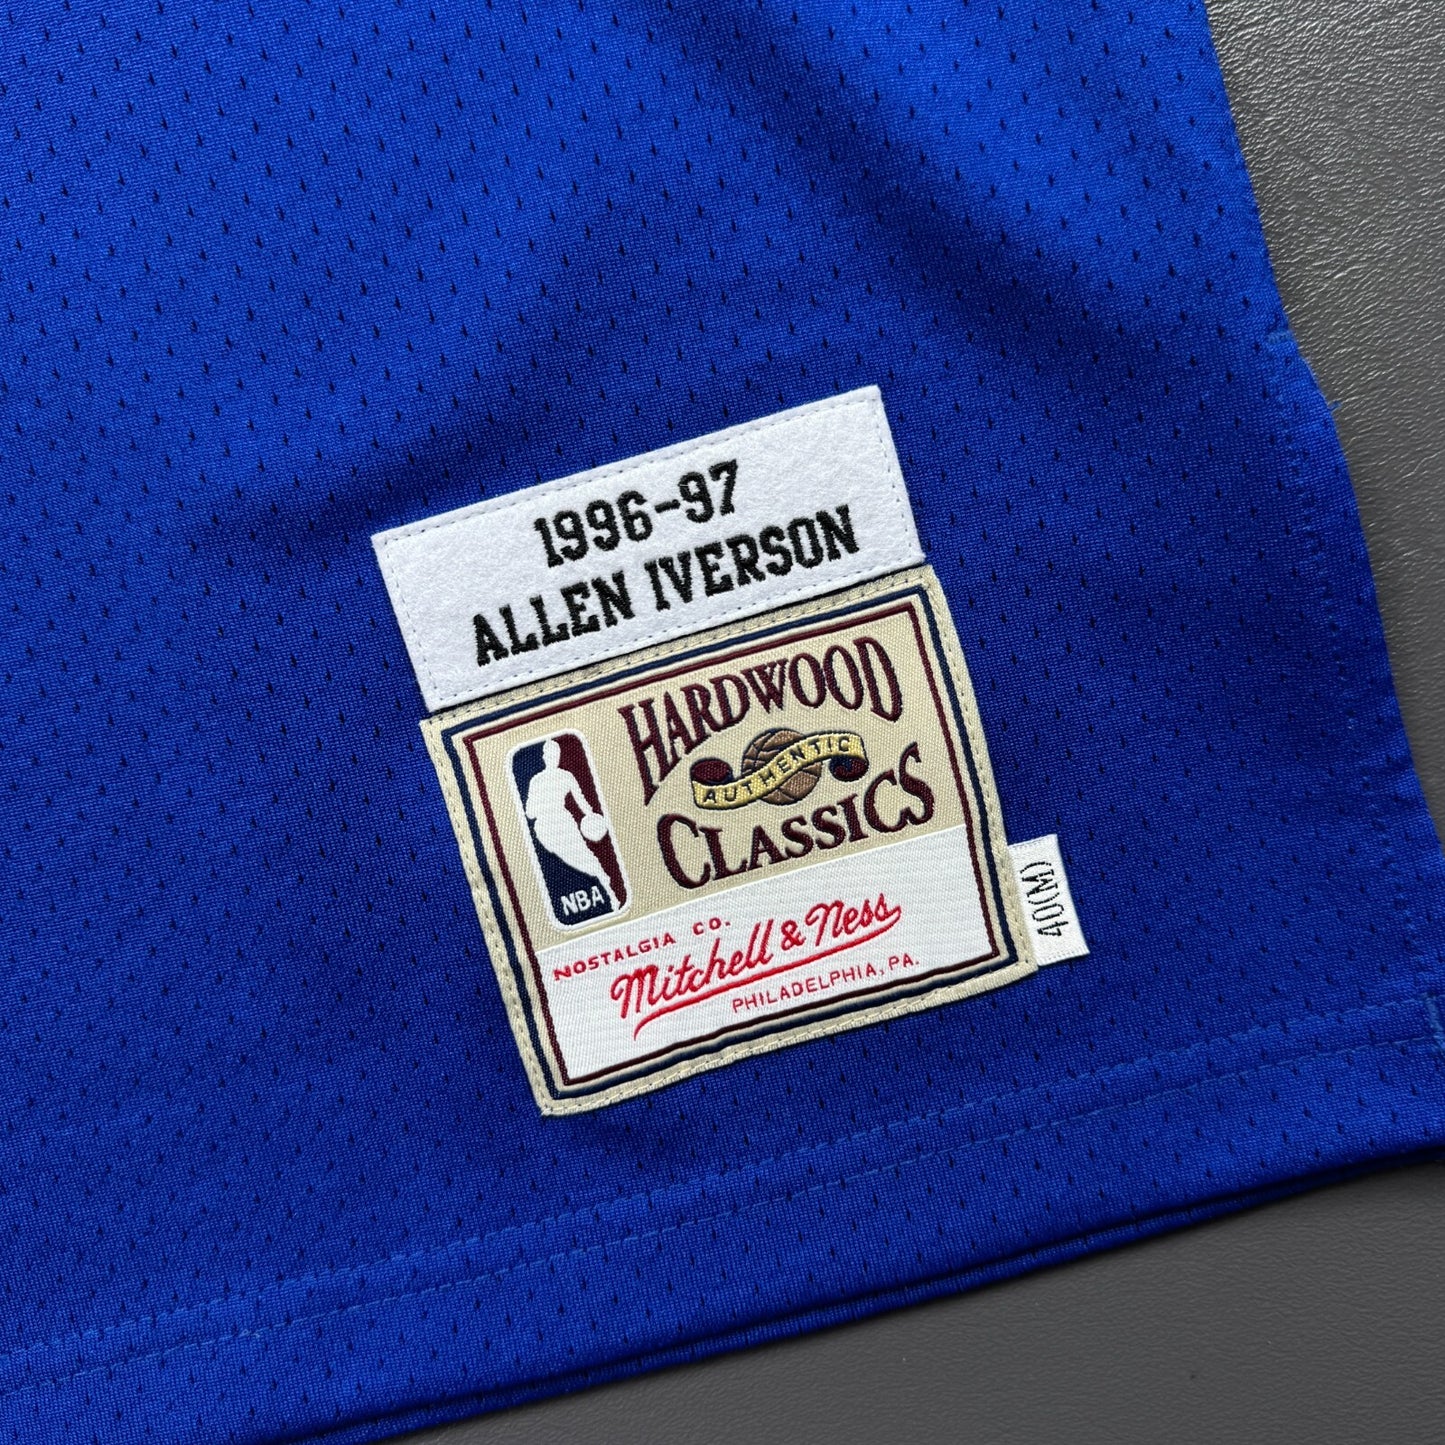 1996-97
ALLEN IVERSON
HARDWOOD
AUTHENTIC
CLASSICS
NBA
NOSTALGIA CO.
Mitchell & Ness
PHILADELPHIA, PA.
40(M)